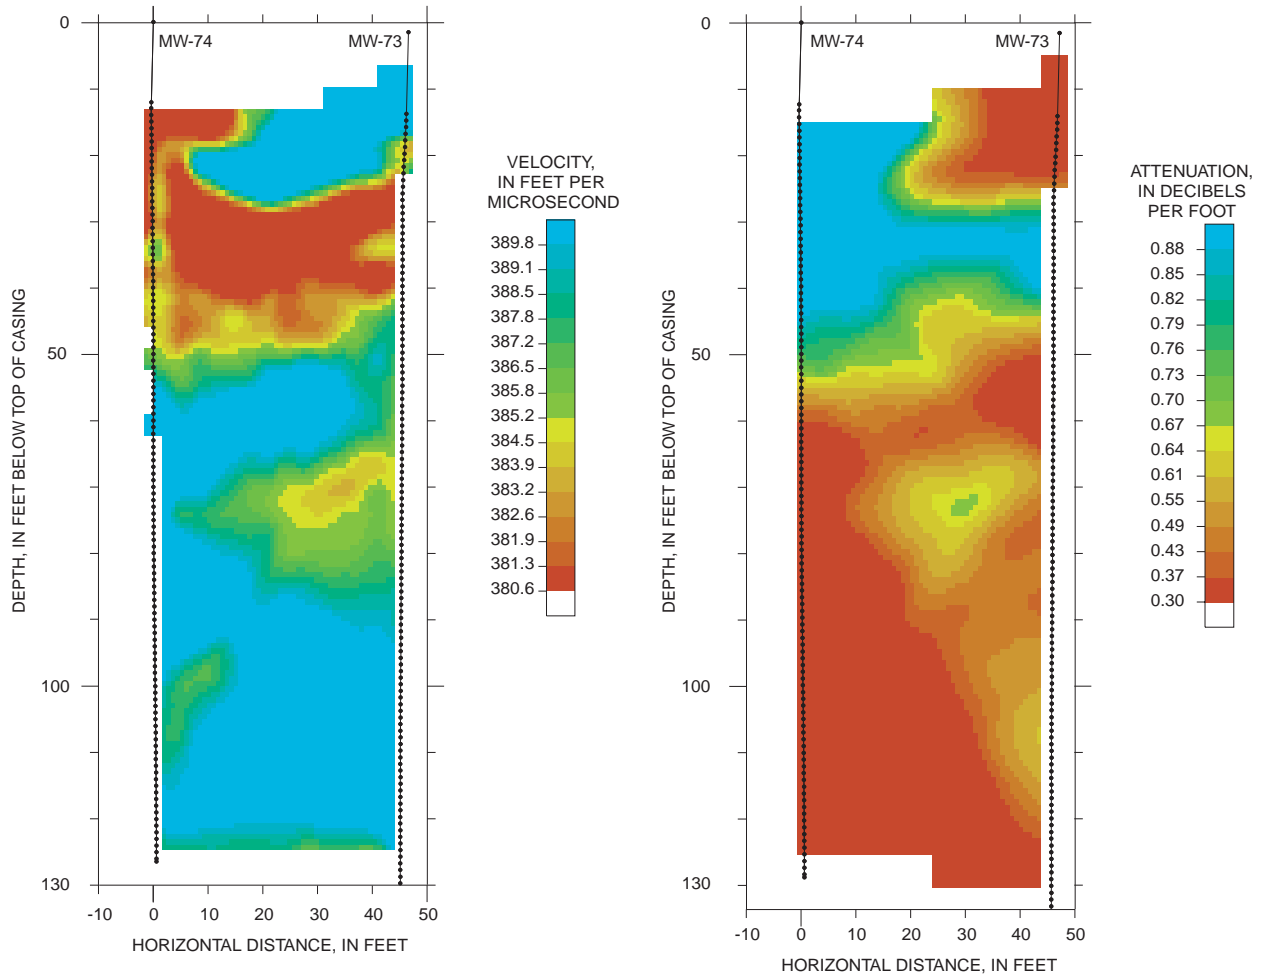 0
50
100
130
DEPTH, IN FEET BELOW TOP OF CASING
MW-74
MW-73
-10 0 10 20 30 40 50
HORIZONTAL DISTANCE, IN FEET
VELOCITY,
IN FEET PER
MICROSECOND
389.8
389.1
388.5
387.8
387.2
386.5
385.8
385.2
384.5
383.9
383.2
382.6
381.9
381.3
380.6
0
50
100
130
DEPTH, IN FEET BELOW TOP OF CASING
MW-74
MW-73
-10 0 10 20 30 40 50
HORIZONTAL DISTANCE, IN FEET
ATTENUATION,
IN DECIBELS
PER FOOT
0.88
0.85
0.82
0.79
0.76
0.73
0.70
0.67
0.64
0.61
0.55
0.49
0.43
0.37
0.30